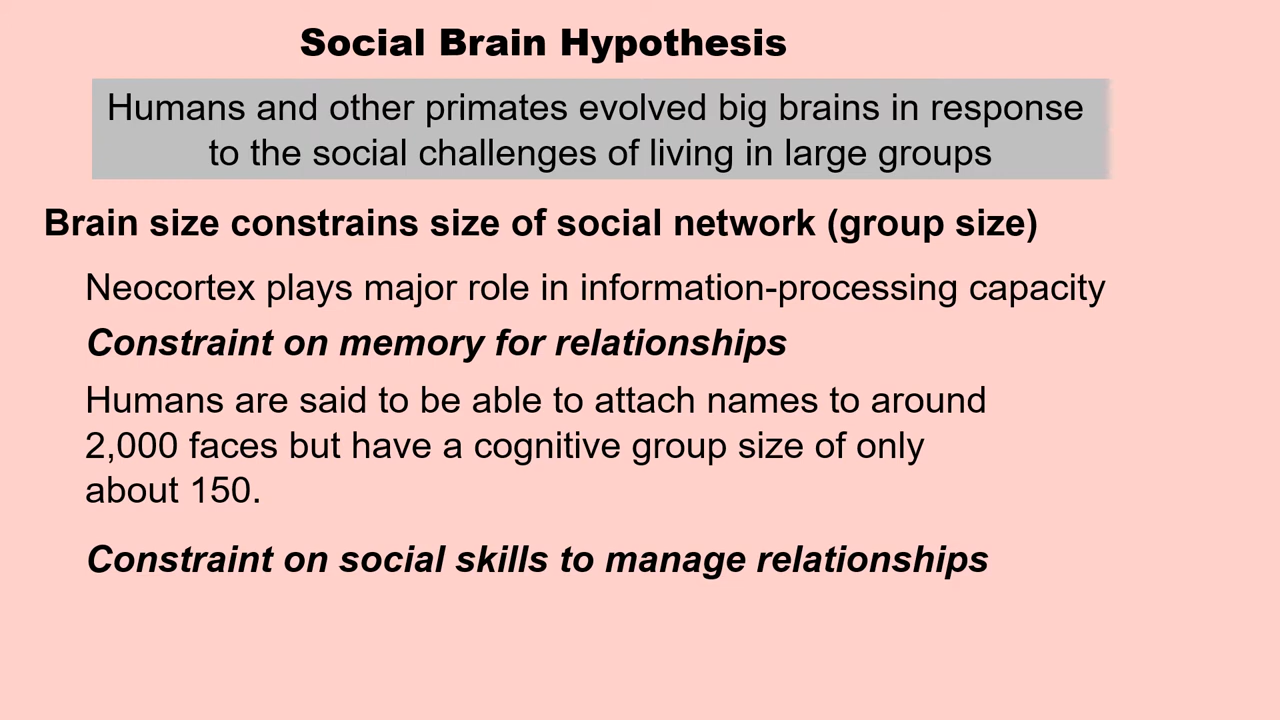 Social Brain Hypothesis
Humans and other primates evolved big brains in response
to the social challenges of living in large groups
Brain size constrains size of social network (group size)
Neocortex plays major role in information-processing capacity
Constraint on memory for relationships
Humans are said to be able to attach names to around
2,000 faces but have a cognitive group size of only
about 150.
Constraint on social skills to manage relationships